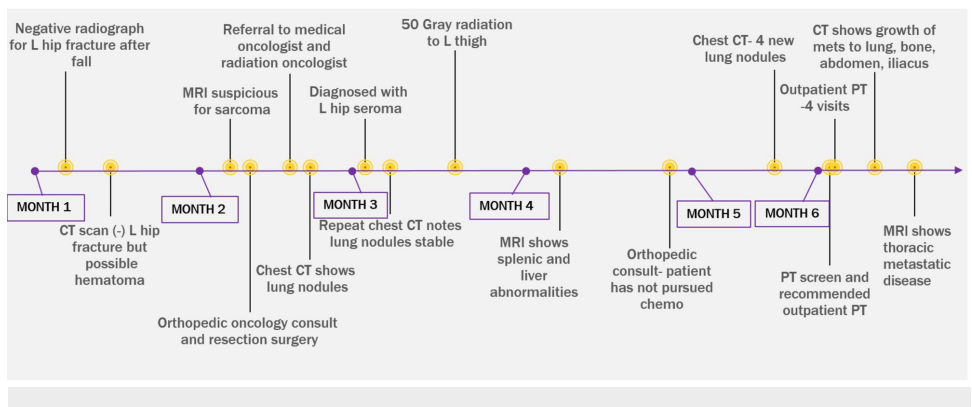 Negative radiograph
for L hip fracture after
fall
Referral to medical
oncologist and
radiation oncologist
50 Gray radiation
to L thigh
Chest CT- 4 new
lung nodules
CT shows growth of
mets to lung, bone,
abdomen, iliacus
MRI suspicious
for sarcoma
Diagnosed with
L hip seroma
Outpatient PT
-4 visits
MONTH 1
MONTH 2
MONTH 3
MONTH 4
MONTH 5
MONTH 6
CT scan (-) L hip
fracture but
possible
hematoma
Orthopedic oncology consult
and resection surgery
Chest CT shows
lung nodules
Repeat chest CT notes
lung nodules stable
MRI shows
splenic and
liver
abnormalities
Orthopedic
consult- patient
has not pursued
chemo
PT screen and
recommended
outpatient PT
MRI shows
thoracic
metastatic
disease